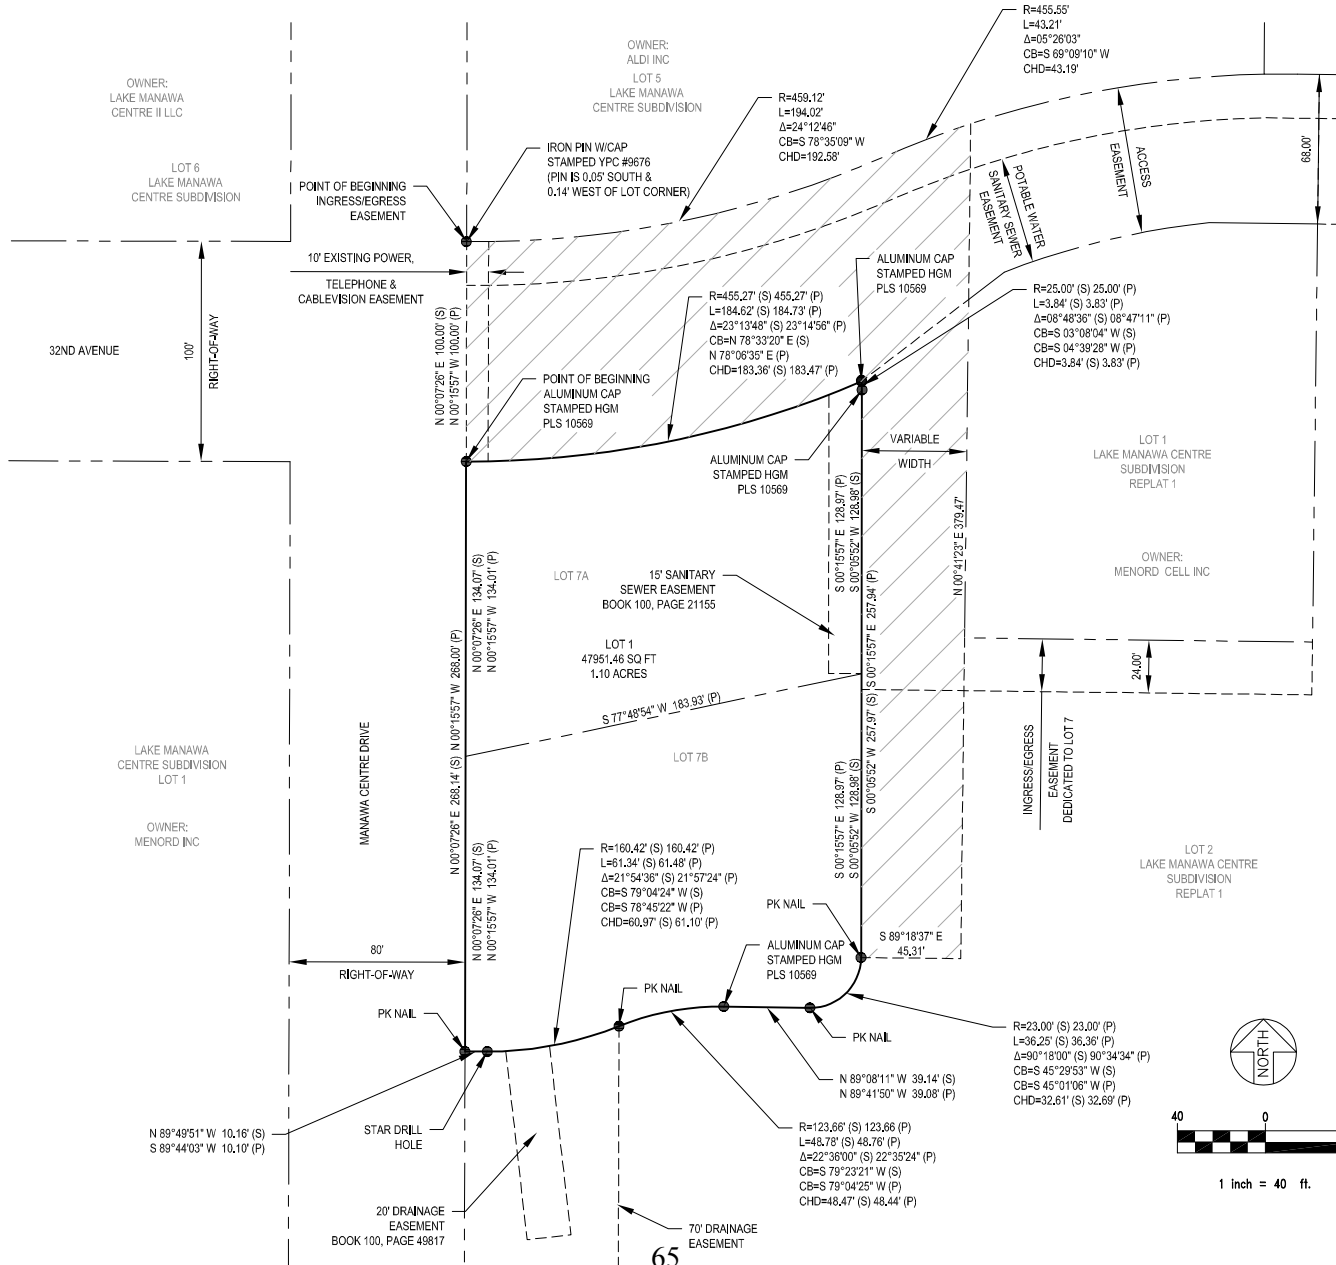 R=455.55'
L=43.21'
Δ=05°26'03"
CB=S 69°09'10" W
CHD=43.19'
OWNER:
ALDI INC
LOT 5
LAKE MANAWA
CENTRE SUBDIVISION
OWNER:
LAKE MANAWA
CENTRE II LLC
LOT 6
LAKE MANAWA
CENTRE SUBDIVISION
R=459.12'
L=194.02'
Δ=24°12'46"
CB=S 78°35'09" W
CHD=192.58'
IRON PIN W/CAP
STAMPED YPC #9676
(PIN IS 0.05' SOUTH &
0.14' WEST OF LOT CORNER)
POINT OF BEGINNING
INGRESS/EGRESS
EASEMENT
ACCESS
EASEMENT
68.00'
POTABLE WATER
SANITARY SEWER
EASEMENT
10' EXISTING POWER,
TELEPHONE &
CABLEVISION EASEMENT
ALUMINUM CAP
STAMPED HGM
PLS 10569
R=25.00' (S) 25.00' (P)
L=3.84' (S) 3.83' (P)
Δ=08°48'36" (S) 08°47'11" (P)
CB=S 03°08'04" W (S)
CB=S 04°39'28" W (P)
CHD=3.84' (S) 3.83' (P)
R=455.27' (S) 455.27' (P)
L=184.62' (S) 184.73' (P)
Δ=23°13'48" (S) 23°14'56" (P)
CB=N 78°33'20" E (S)
N 78°06'35" E (P)
CHD=183.36' (S) 183.47' (P)
32ND AVENUE
100'
RIGHT-OF-WAY
N 00°07'26" E 100.00' (S)
N 00°15'57" W 100.00' (P)
POINT OF BEGINNING
ALUMINUM CAP
STAMPED HGM
PLS 10569
ALUMINUM CAP
STAMPED HGM
PLS 10569
VARIABLE
WIDTH
LOT 1
LAKE MANAWA CENTRE
SUBDIVISION
REPLAT 1
OWNER:
MENORD CELL INC
S 00°15'57" E 128.97' (P)
S 00°05'52" W 128.98' (S)
N 00°41'23" E 379.47'
N 00°07'26" E 134.07' (S)
N 00°15'57" W 134.01' (P)
LOT 7A
15' SANITARY
SEWER EASEMENT
BOOK 100, PAGE 21155
LOT 1
47951.46 SQ FT
1.10 ACRES
S 00°05'52" W 257.97' (S) S 00°15'57" E 257.94' (P)
N 00°07'26" E 268.14' (S) N 00°15'57" W 268.00' (P)
S 77°48'54" W 183.93' (P)
24.00'
INGRESS/EGRESS
EASEMENT
DEDICATED TO LOT 7
LAKE MANAWA
CENTRE SUBDIVISION
LOT 1
OWNER:
MENORD INC
MANAWA CENTRE DRIVE
LOT 7B
S 00°15'57" E 128.97' (P)
S 00°05'52" W 128.98' (S)
N 00°07'26" E 134.07' (S)
N 00°15'57" W 134.01' (P)
R=160.42' (S) 160.42' (P)
L=61.34' (S) 61.48' (P)
Δ=21°54'36" (S) 21°57'24" (P)
CB=S 79°04'24" W (S)
CB=S 78°45'22" W (P)
CHD=60.97' (S) 61.10' (P)
LOT 2
LAKE MANAWA CENTRE
SUBDIVISION
REPLAT 1
PK NAIL
S 89°18'37" E
45.31'
80'
RIGHT-OF-WAY
ALUMINUM CAP
STAMPED HGM
PLS 10569
PK NAIL
PK NAIL
PK NAIL
R=23.00' (S) 23.00' (P)
L=36.25' (S) 36.36' (P)
Δ=90°18'00" (S) 90°34'34" (P)
CB=S 45°29'53" W (S)
CB=S 45°01'06" W (P)
CHD=32.61' (S) 32.69' (P)
NORTH
N 89°08'11" W 39.14' (S)
N 89°41'50" W 39.08' (P)
N 89°49'51" W 10.16' (S)
S 89°44'03" W 10.10' (P)
STAR DRILL
HOLE
R=123.66' (S) 123.66 (P)
L=48.78' (S) 48.76' (P)
Δ=22°36'00" (S) 22°35'24" (P)
CB=S 79°23'21" W (S)
CB=S 79°04'25" W (P)
CHD=48.47' (S) 48.44' (P)
40 0
1 inch = 40 ft.
20' DRAINAGE
EASEMENT
BOOK 100, PAGE 49817
70' DRAINAGE
EASEMENT
65